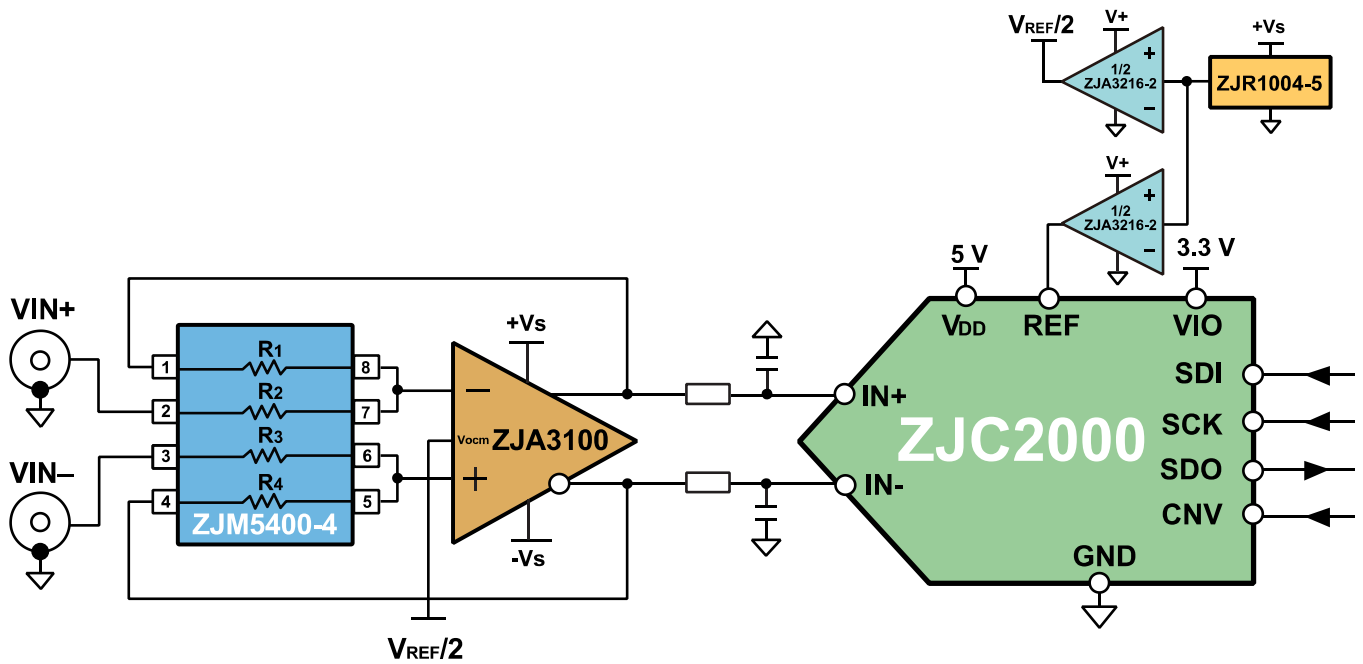 VREF/2
V+
+Vs
+
1/2
ZJA3216-2
−
ZJR1004-5
V+
+
1/2
ZJA3216-2
−
5 V
3.3 V
VDD
REF
VIO
VIN+
VIN−
1
R1
8
2
R2
7
3
R3
6
4
R4
5
ZJM5400-4
+Vs
−
Vocm
ZJA3100
+
-Vs
VREF/2
IN+
IN-
ZJC2000
SDI
SCK
SDO
CNV
GND